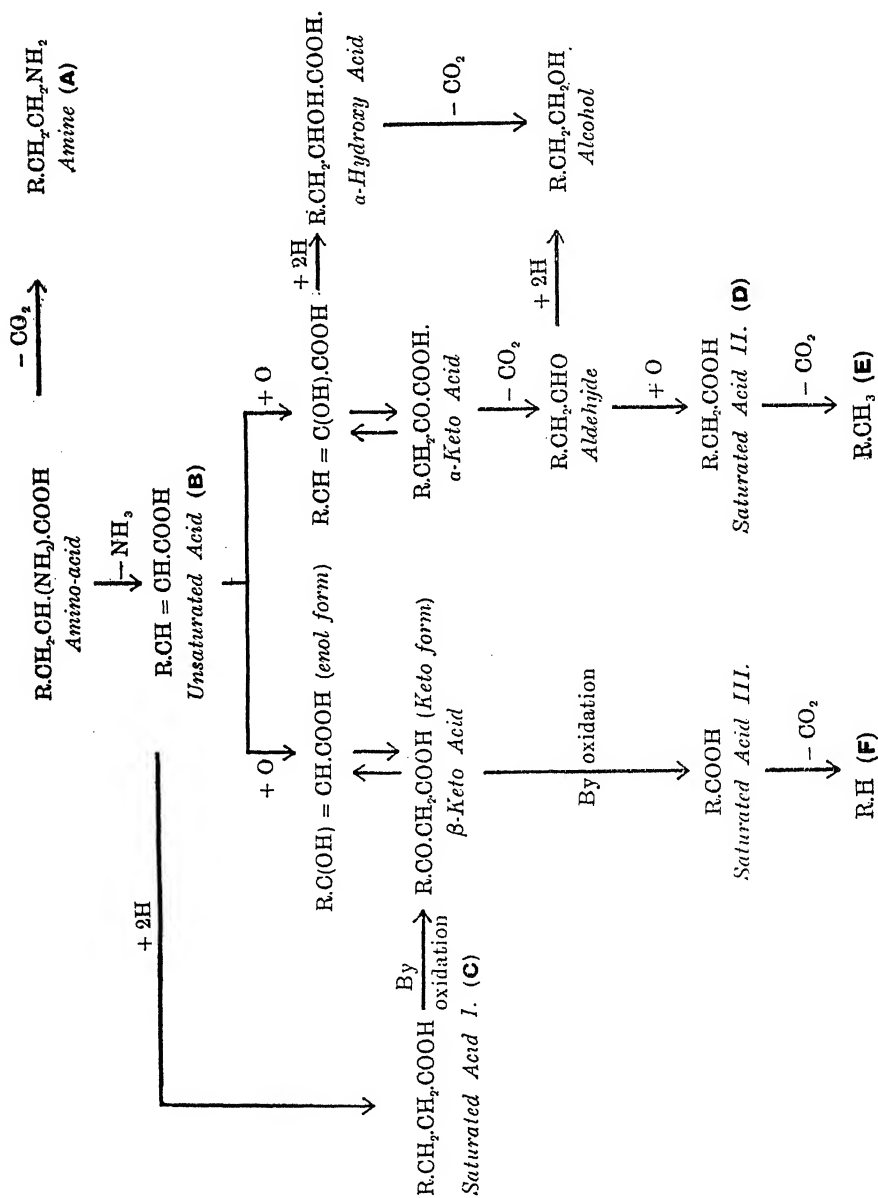 R.CH₂.CH.(NH₂).COOH
Amino-acid
− CO₂
R.CH₂.CH₂.NH₂
Amine (A)
−NH₃
R.CH = CH.COOH
Unsaturated Acid (B)
+ 2H
R.CH₂.CH₂.COOH
Saturated Acid I. (C)
By
oxidation
+ O
R.C(OH) = CH.COOH (enol form)
R.CO.CH₂.COOH (Keto form)
β-Keto Acid
By oxidation
R.COOH
Saturated Acid III.
− CO₂
R.H (F)
+ O
R.CH = C(OH).COOH
+ 2H
R.CH₂.CHOH.COOH.
α-Hydroxy Acid
− CO₂
R.CH₂.CO.COOH.
α-Keto Acid
− CO₂
R.CH₂.CHO
Aldehyde
+ 2H
R.CH₂.CH₂OH.
Alcohol
+ O
R.CH₂.COOH
Saturated Acid II. (D)
− CO₂
R.CH₃ (E)